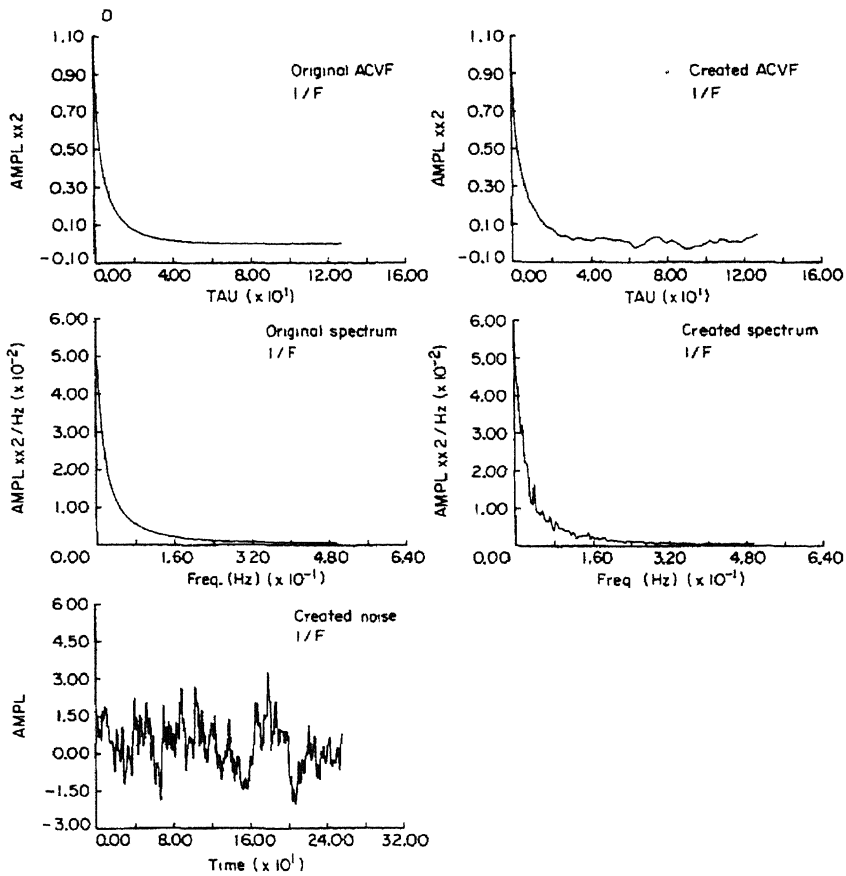 O
1.10
0.90
0.70
0.50
0.30
0.10
-0.10
AMPL xx2
Original ACVF
1/F
0.00 4.00 8.00 12.00 16.00
TAU (x 10¹)
1.10
0.90
0.70
0.50
0.30
0.10
-0.10
AMPL xx2
Created ACVF
1/F
0.00 4.00 8.00 12.00 16.00
TAU (x 10¹)
6.00
5.00
4.00
3.00
2.00
1.00
0.00
AMPL xx2/Hz (x 10⁻²)
Original spectrum
1/F
1.60 3.20 4.80 6.40
Freq. (Hz) (x 10⁻¹)
6.00
5.00
4.00
3.00
2.00
1.00
0.00
AMPL xx2/Hz (x 10⁻²)
Created spectrum
1/F
1.60 3.20 4.80 6.40
Freq (Hz) (x 10⁻¹)
6.00
4.50
3.00
1.50
0.00
-1.50
-3.00
AMPL
Created noise
1/F
0.00 8.00 16.00 24.00 32.00
Time (x 10¹)